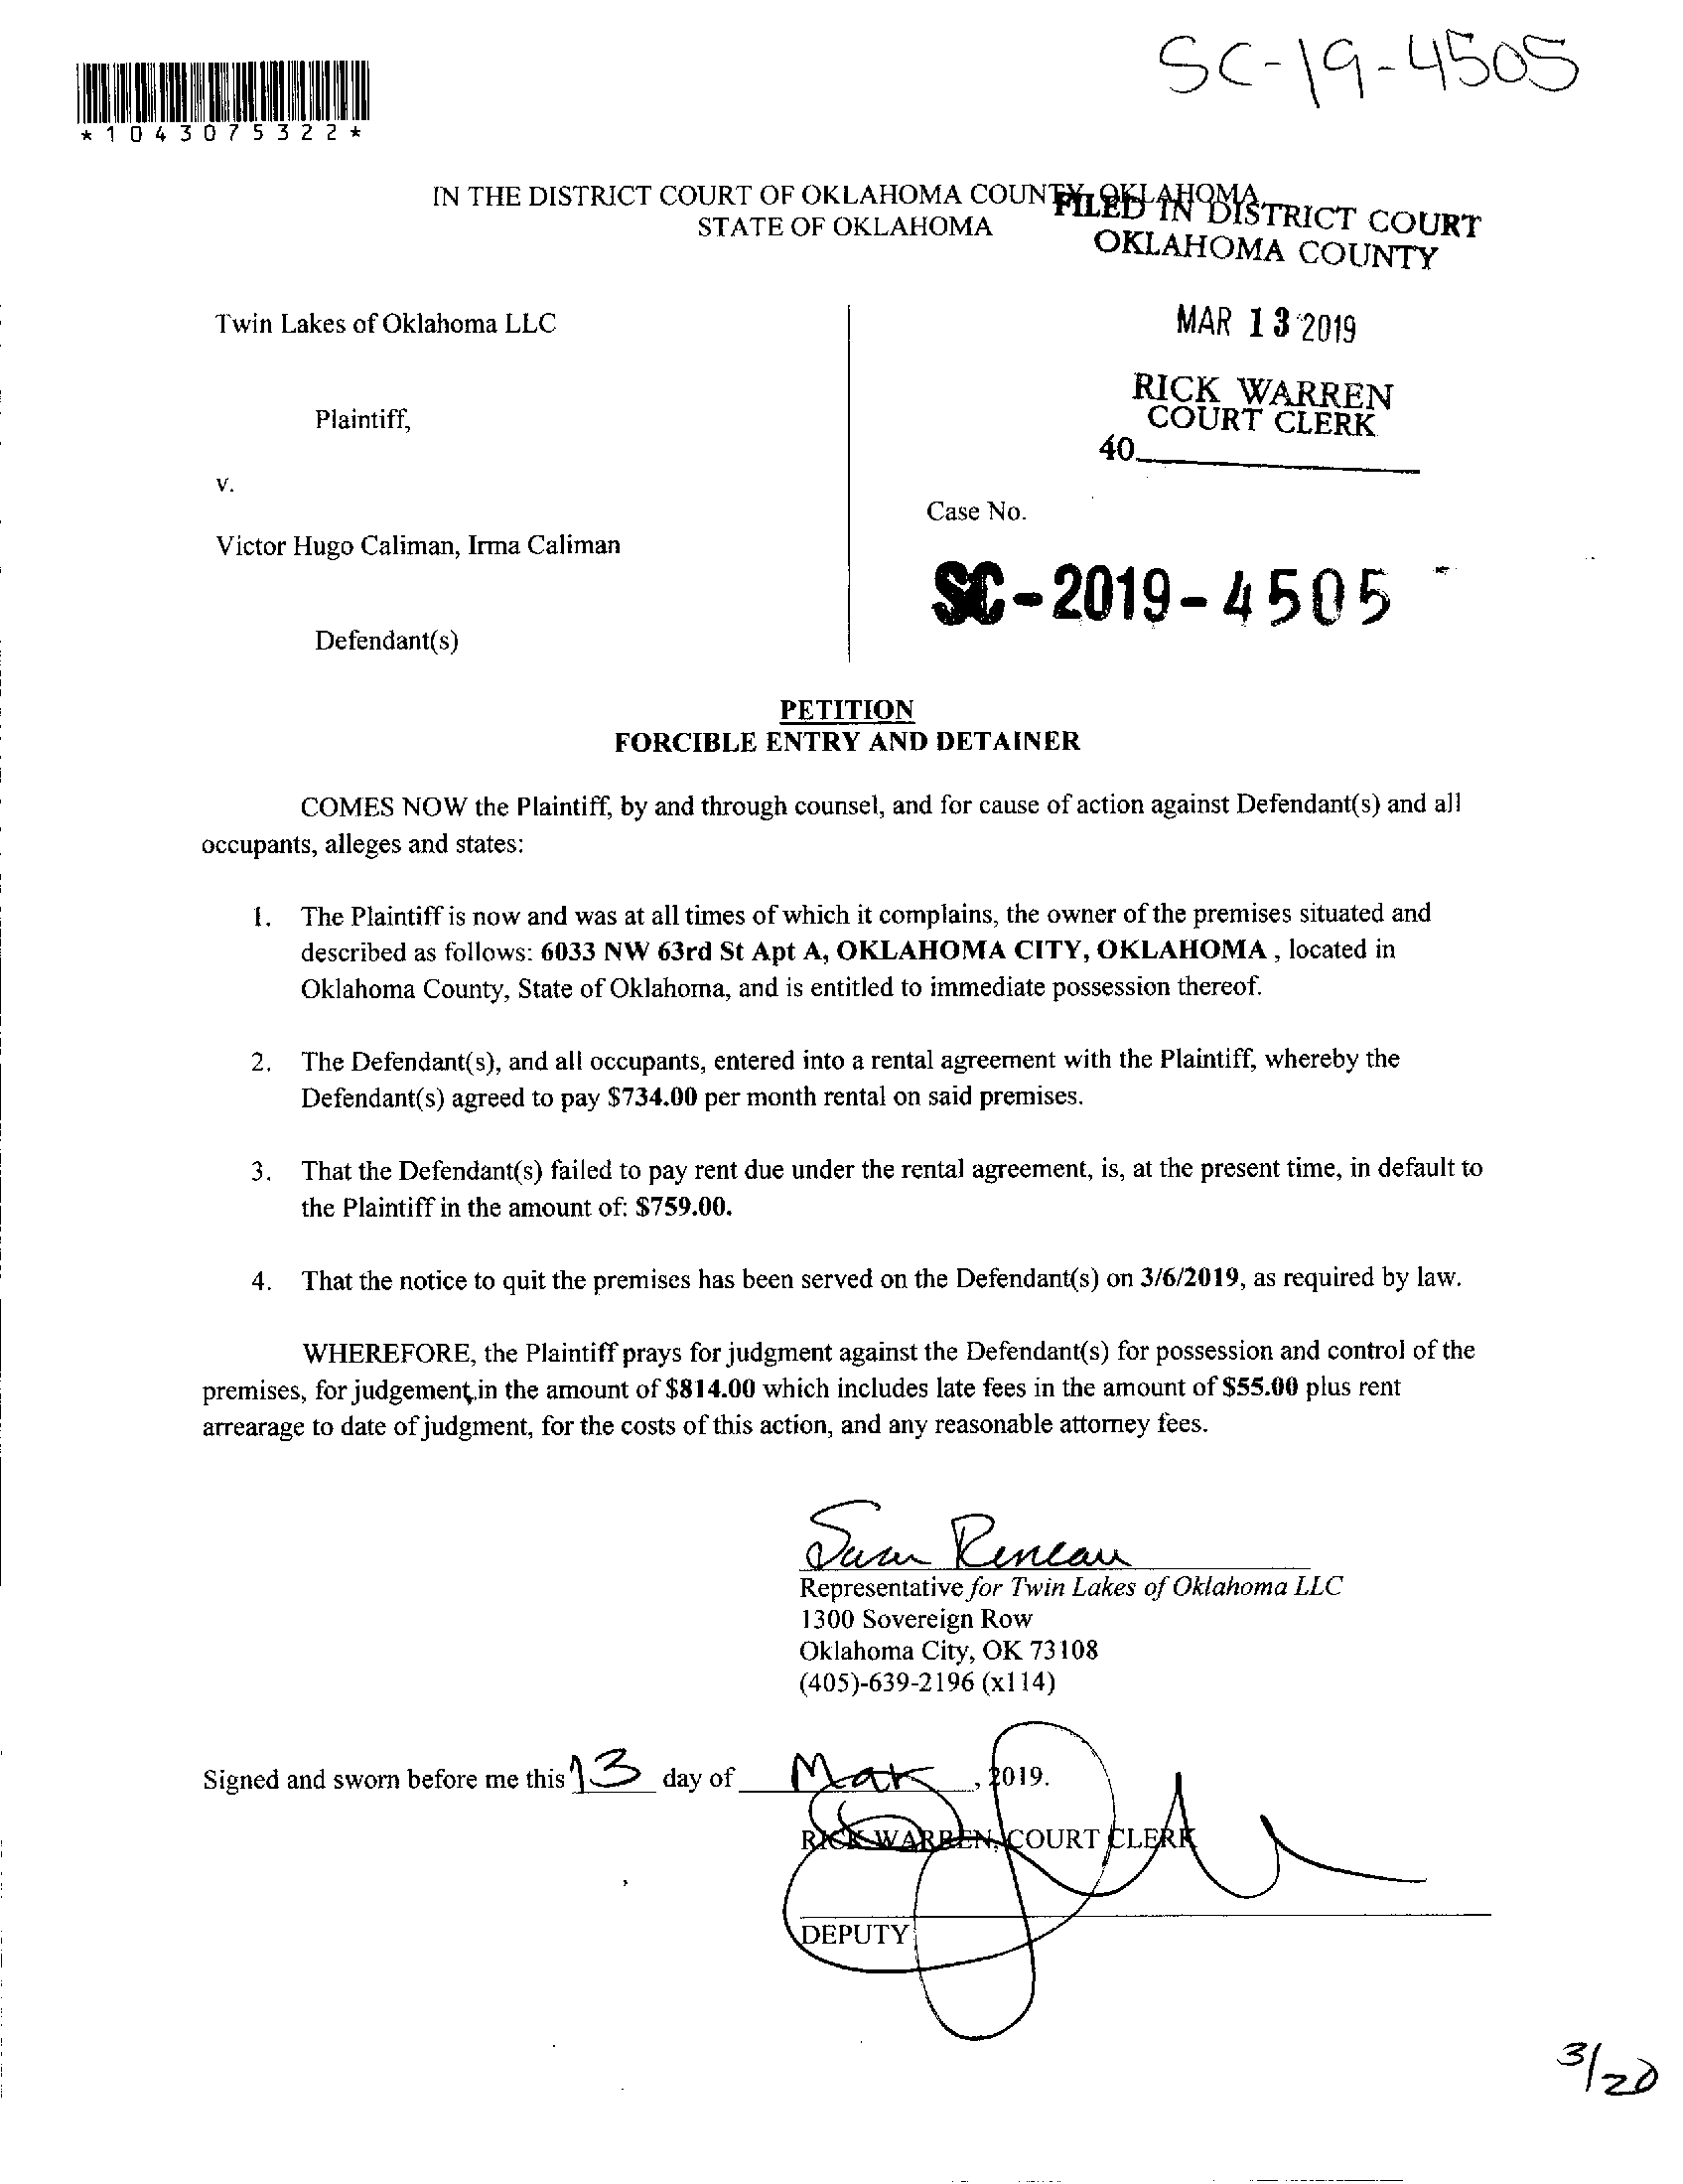 SC-19-4505
*1043075322*
IN THE DISTRICT COURT OF OKLAHOMA COUNTY, OKLAHOMA
STATE OF OKLAHOMA
FILED IN DISTRICT COURT
OKLAHOMA COUNTY
MAR 13 2019
RICK WARREN
COURT CLERK
40
Twin Lakes of Oklahoma LLC
Plaintiff,
v.
Victor Hugo Caliman, Irma Caliman
Defendant(s)
Case No.
SC-2019-4505
PETITION
FORCIBLE ENTRY AND DETAINER
COMES NOW the Plaintiff, by and through counsel, and for cause of action against Defendant(s) and all
occupants, alleges and states:
1. The Plaintiff is now and was at all times of which it complains, the owner of the premises situated and
described as follows: 6033 NW 63rd St Apt A, OKLAHOMA CITY, OKLAHOMA , located in
Oklahoma County, State of Oklahoma, and is entitled to immediate possession thereof.
2. The Defendant(s), and all occupants, entered into a rental agreement with the Plaintiff, whereby the
Defendant(s) agreed to pay $734.00 per month rental on said premises.
3. That the Defendant(s) failed to pay rent due under the rental agreement, is, at the present time, in default to
the Plaintiff in the amount of: $759.00.
4. That the notice to quit the premises has been served on the Defendant(s) on 3/6/2019, as required by law.
WHEREFORE, the Plaintiff prays for judgment against the Defendant(s) for possession and control of the
premises, for judgement, in the amount of $814.00 which includes late fees in the amount of $55.00 plus rent
arrearage to date of judgment, for the costs of this action, and any reasonable attorney fees.
Susan Reneau
Representative for Twin Lakes of Oklahoma LLC
1300 Sovereign Row
Oklahoma City, OK 73108
(405)-639-2196 (x114)
Signed and sworn before me this 13 day of Mar, 2019.
RICK WARREN, COURT CLERK
DEPUTY
3/20